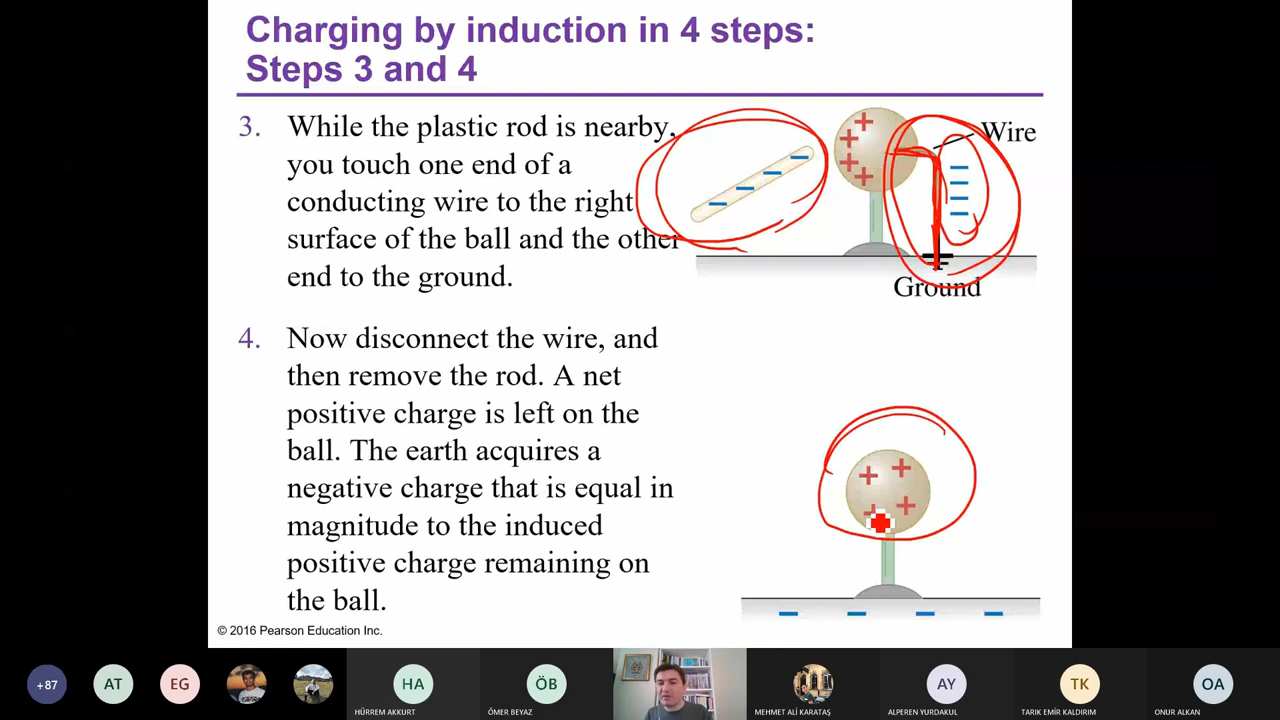 Charging by induction in 4 steps:
Steps 3 and 4
3. While the plastic rod is nearby,
you touch one end of a
conducting wire to the right
surface of the ball and the other
end to the ground.
Wire
Ground
4. Now disconnect the wire, and
then remove the rod. A net
positive charge is left on the
ball. The earth acquires a
negative charge that is equal in
magnitude to the induced
positive charge remaining on
the ball.
© 2016 Pearson Education Inc.
+87
AT
EG
HA
HÜRREM AKKURT
ÖB
ÖMER BEYAZ
MEHMET ALİ KARATAŞ
AY
ALPEREN YURDAKUL
TK
TARIK EMİR KALDIRIM
OA
ONUR ALKAN